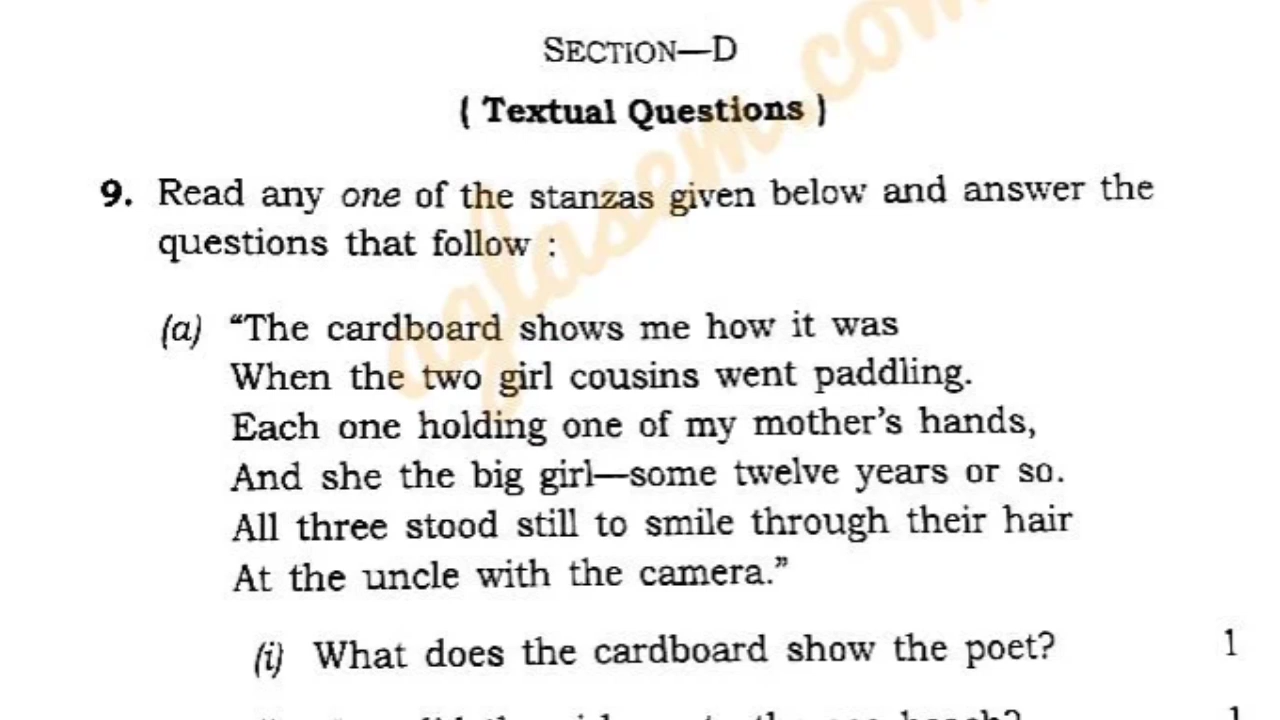 SECTION—D
( Textual Questions )
9. Read any one of the stanzas given below and answer the
questions that follow :
(a) “The cardboard shows me how it was
When the two girl cousins went paddling.
Each one holding one of my mother’s hands,
And she the big girl—some twelve years or so.
All three stood still to smile through their hair
At the uncle with the camera.”
(i) What does the cardboard show the poet? 1
aglasem.com